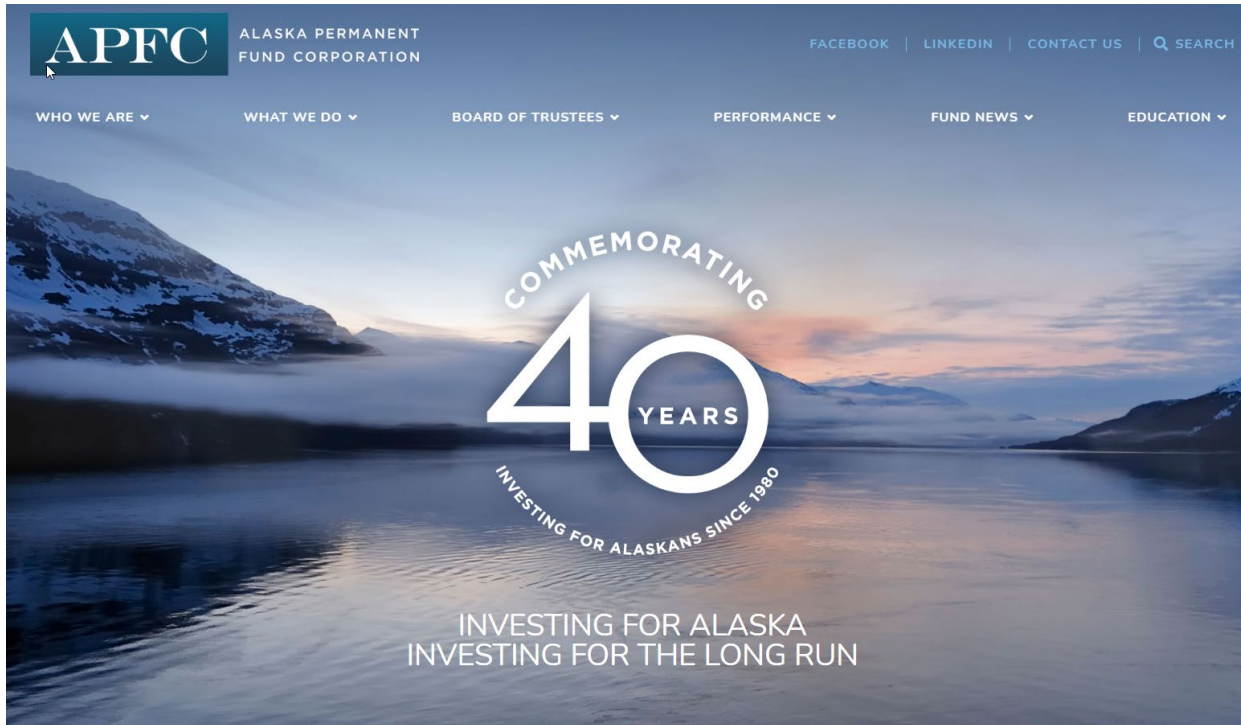 APFC
ALASKA PERMANENT
FUND CORPORATION
FACEBOOK | LINKEDIN | CONTACT US | SEARCH
WHO WE ARE WHAT WE DO BOARD OF TRUSTEES PERFORMANCE FUND NEWS EDUCATION
COMMEMORATING
40
YEARS
INVESTING FOR ALASKANS SINCE 1980
INVESTING FOR ALASKA
INVESTING FOR THE LONG RUN